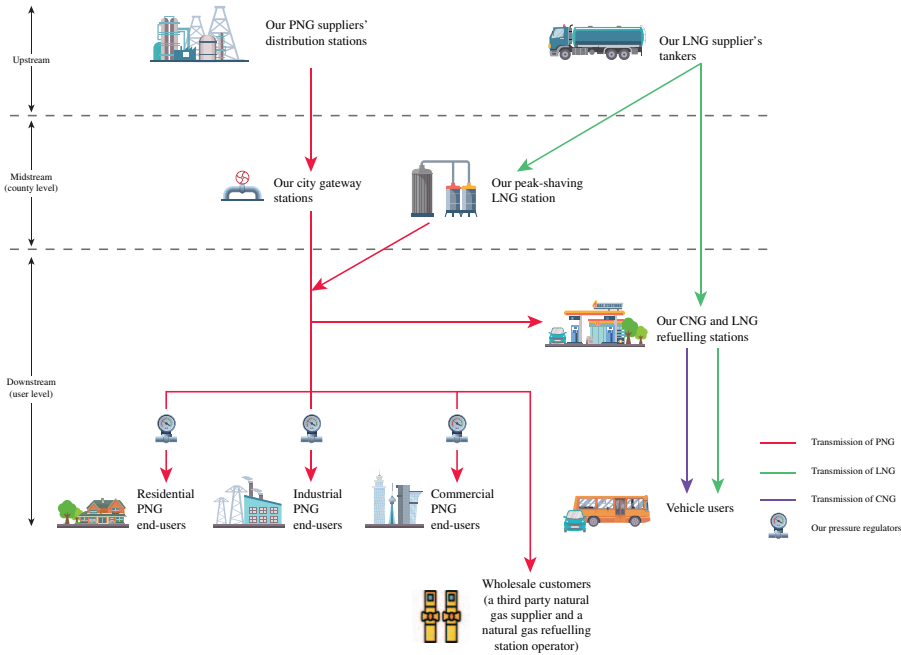 Upstream
Our PNG suppliers'
distribution stations
Our LNG supplier's
tankers
Midstream
(county level)
Our city gateway
stations
Our peak-shaving
LNG station
GAS STATIONS
Our CNG and LNG
refuelling stations
Downstream
(user level)
Residential
PNG
end-users
Industrial
PNG
end-users
Commercial
PNG
end-users
Vehicle users
Transmission of PNG
Transmission of LNG
Transmission of CNG
Our pressure regulators
Wholesale customers
(a third party natural
gas supplier and a
natural gas refuelling
station operator)